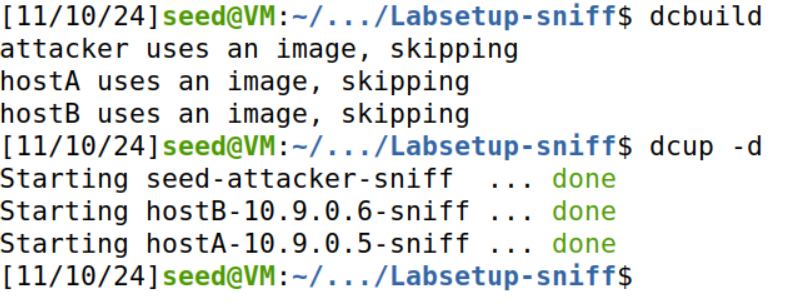 [11/10/24]seed@VM:~/.../Labsetup-sniff$ dcbuild
attacker uses an image, skipping
hostA uses an image, skipping
hostB uses an image, skipping
[11/10/24]seed@VM:~/.../Labsetup-sniff$ dcup -d
Starting seed-attacker-sniff  ... done
Starting hostB-10.9.0.6-sniff ... done
Starting hostA-10.9.0.5-sniff ... done
[11/10/24]seed@VM:~/.../Labsetup-sniff$